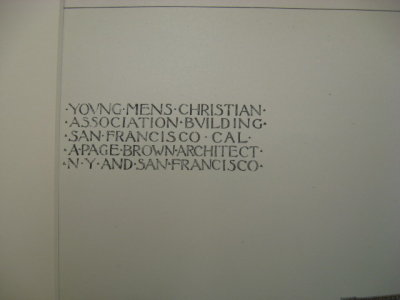 ·YOVNG·MENS·CHRISTIAN·
·ASSOCIATION·BVILDING·
·SAN·FRANCISCO·CAL·
·A·PAGE·BROWN·ARCHITECT·
·N·Y·AND·SAN·FRANCISCO·